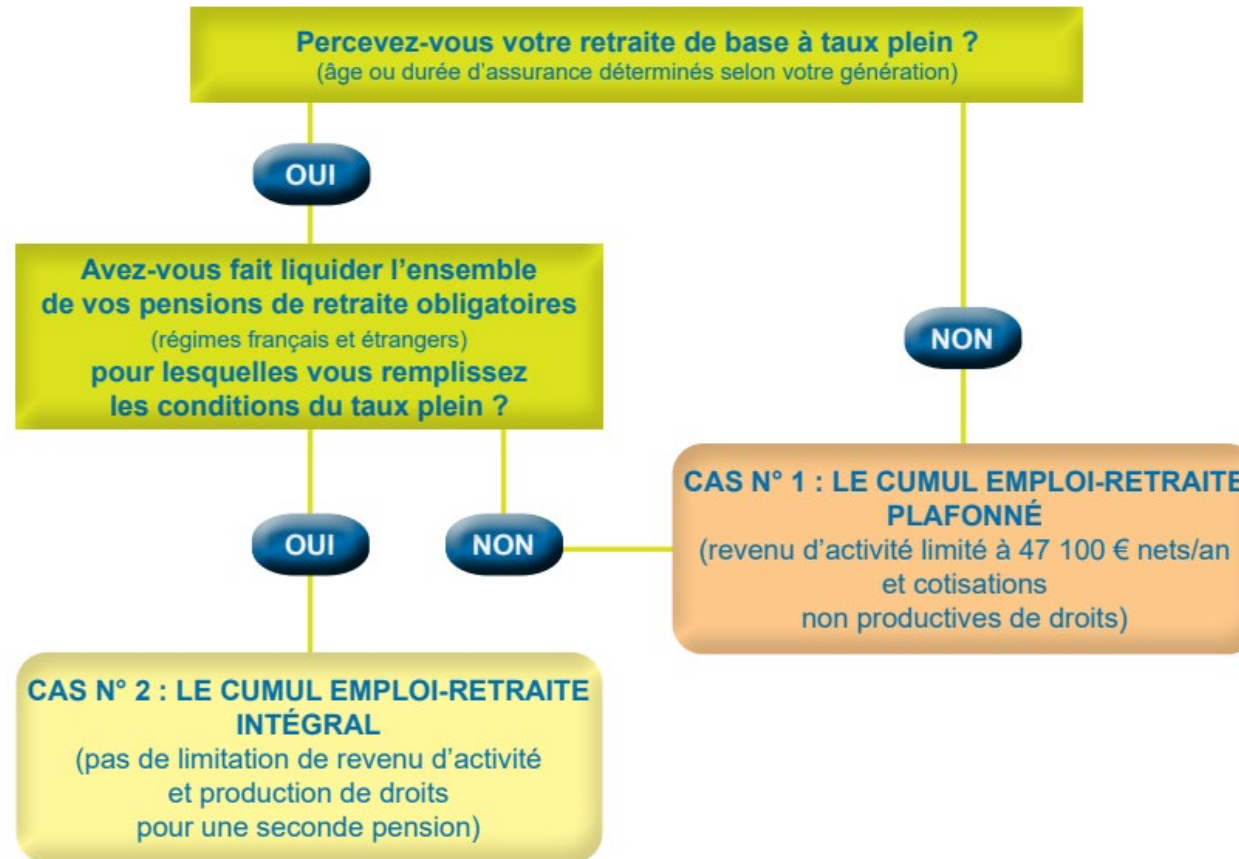 Percevez-vous votre retraite de base à taux plein ?
(âge ou durée d'assurance déterminés selon votre génération)
OUI
Avez-vous fait liquider l'ensemble
de vos pensions de retraite obligatoires
(régimes français et étrangers)
pour lesquelles vous remplissez
les conditions du taux plein ?
NON
OUI
NON
CAS N° 1 : LE CUMUL EMPLOI-RETRAITE
PLAFONNÉ
(revenu d'activité limité à 47 100 € nets/an
et cotisations
non productives de droits)
CAS N° 2 : LE CUMUL EMPLOI-RETRAITE
INTÉGRAL
(pas de limitation de revenu d'activité
et production de droits
pour une seconde pension)